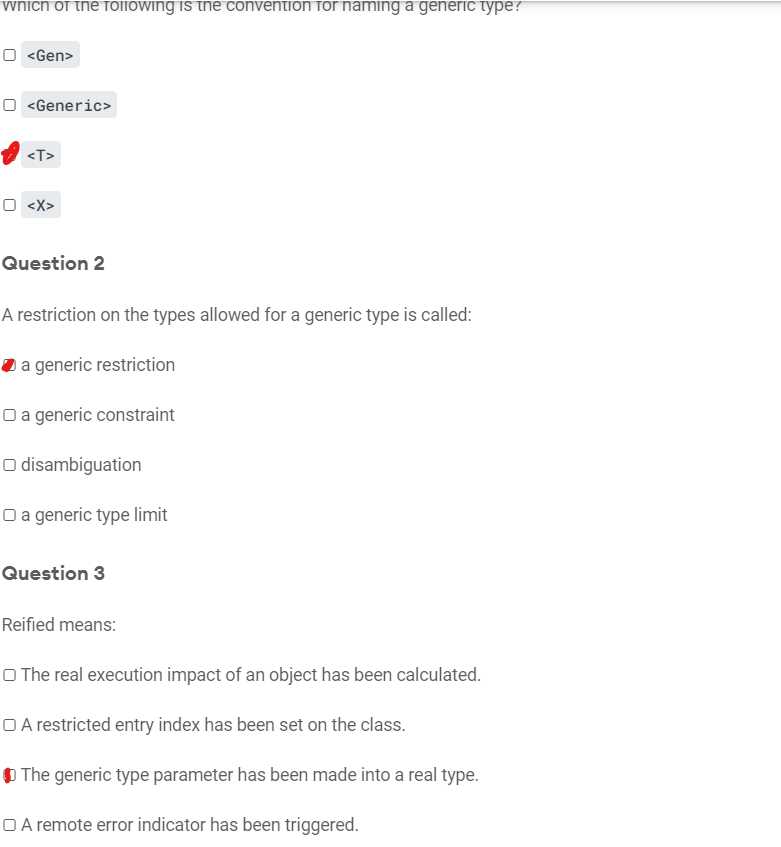 Which of the following is the convention for naming a generic type?
<Gen>
<Generic>
<T>
<X>
Question 2
A restriction on the types allowed for a generic type is called:
a generic restriction
a generic constraint
disambiguation
a generic type limit
Question 3
Reified means:
The real execution impact of an object has been calculated.
A restricted entry index has been set on the class.
The generic type parameter has been made into a real type.
A remote error indicator has been triggered.